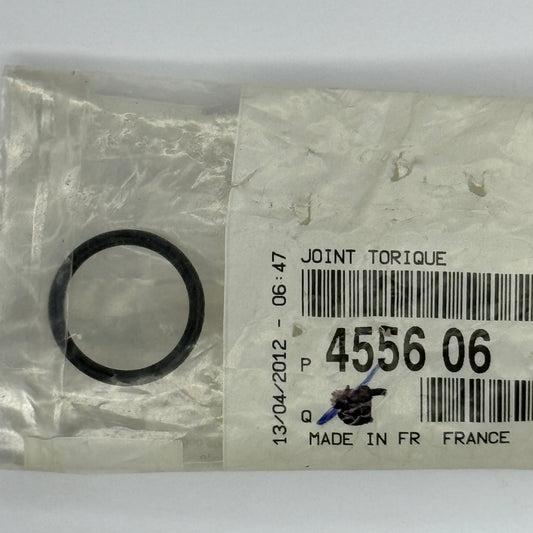 JOINT TORIQUE
P 4556 06
Q
MADE IN FR FRANCE
13/04/2012 - 06:47